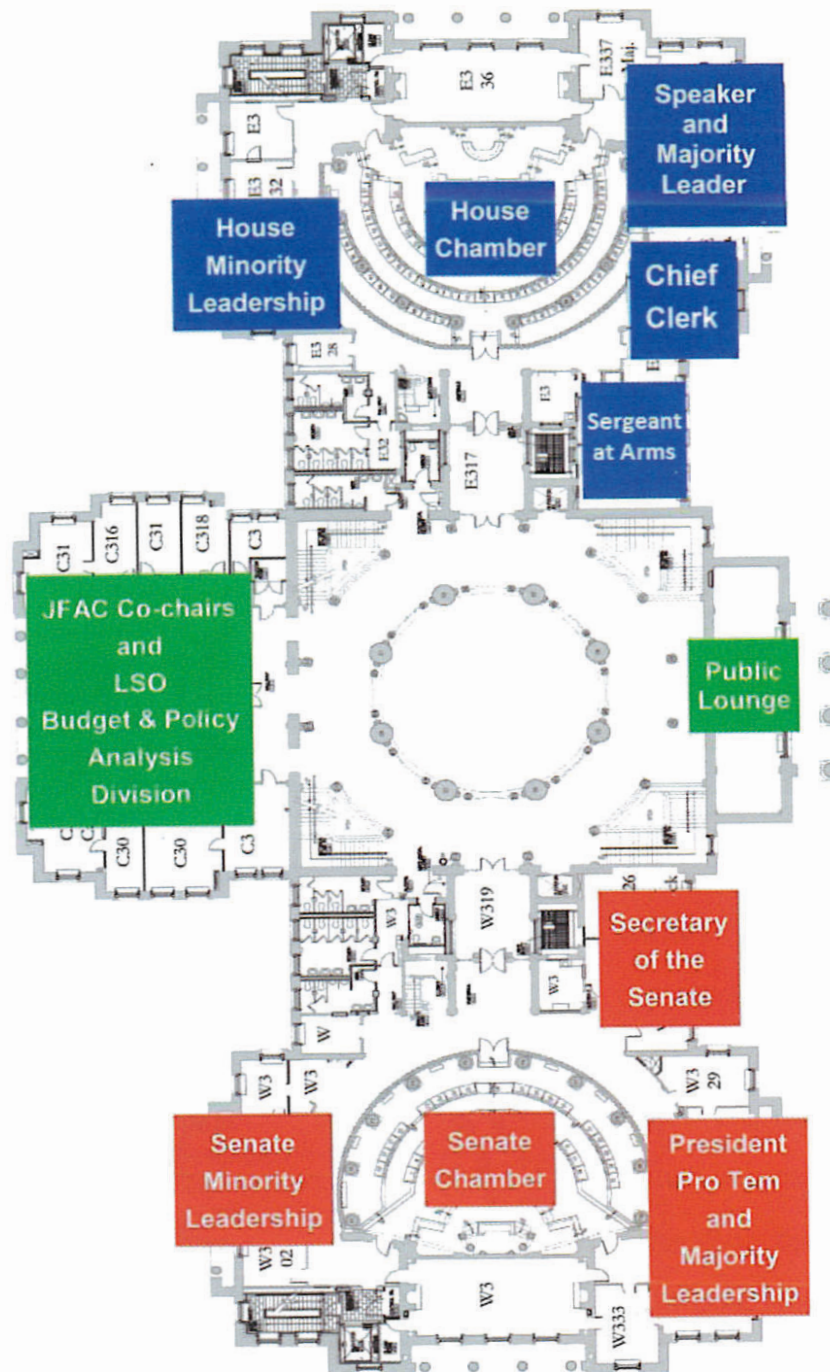 E3
36
E337
Maj.
E3
E3
32
Speaker
and
Majority
Leader
House
Chamber
House
Minority
Leadership
Chief
Clerk
E3
28
E3
E32
E317
Sergeant
at Arms
C31
C316
C31
C318
C3
JFAC Co-chairs
and
LSO
Budget & Policy
Analysis
Division
Public
Lounge
C30
C30
C3
W3
W319
26
Secretary
of the
Senate
W3
W
W3
W3
W3
29
Senate
Minority
Leadership
Senate
Chamber
President
Pro Tem
and
Majority
Leadership
W3
02
W3
W333